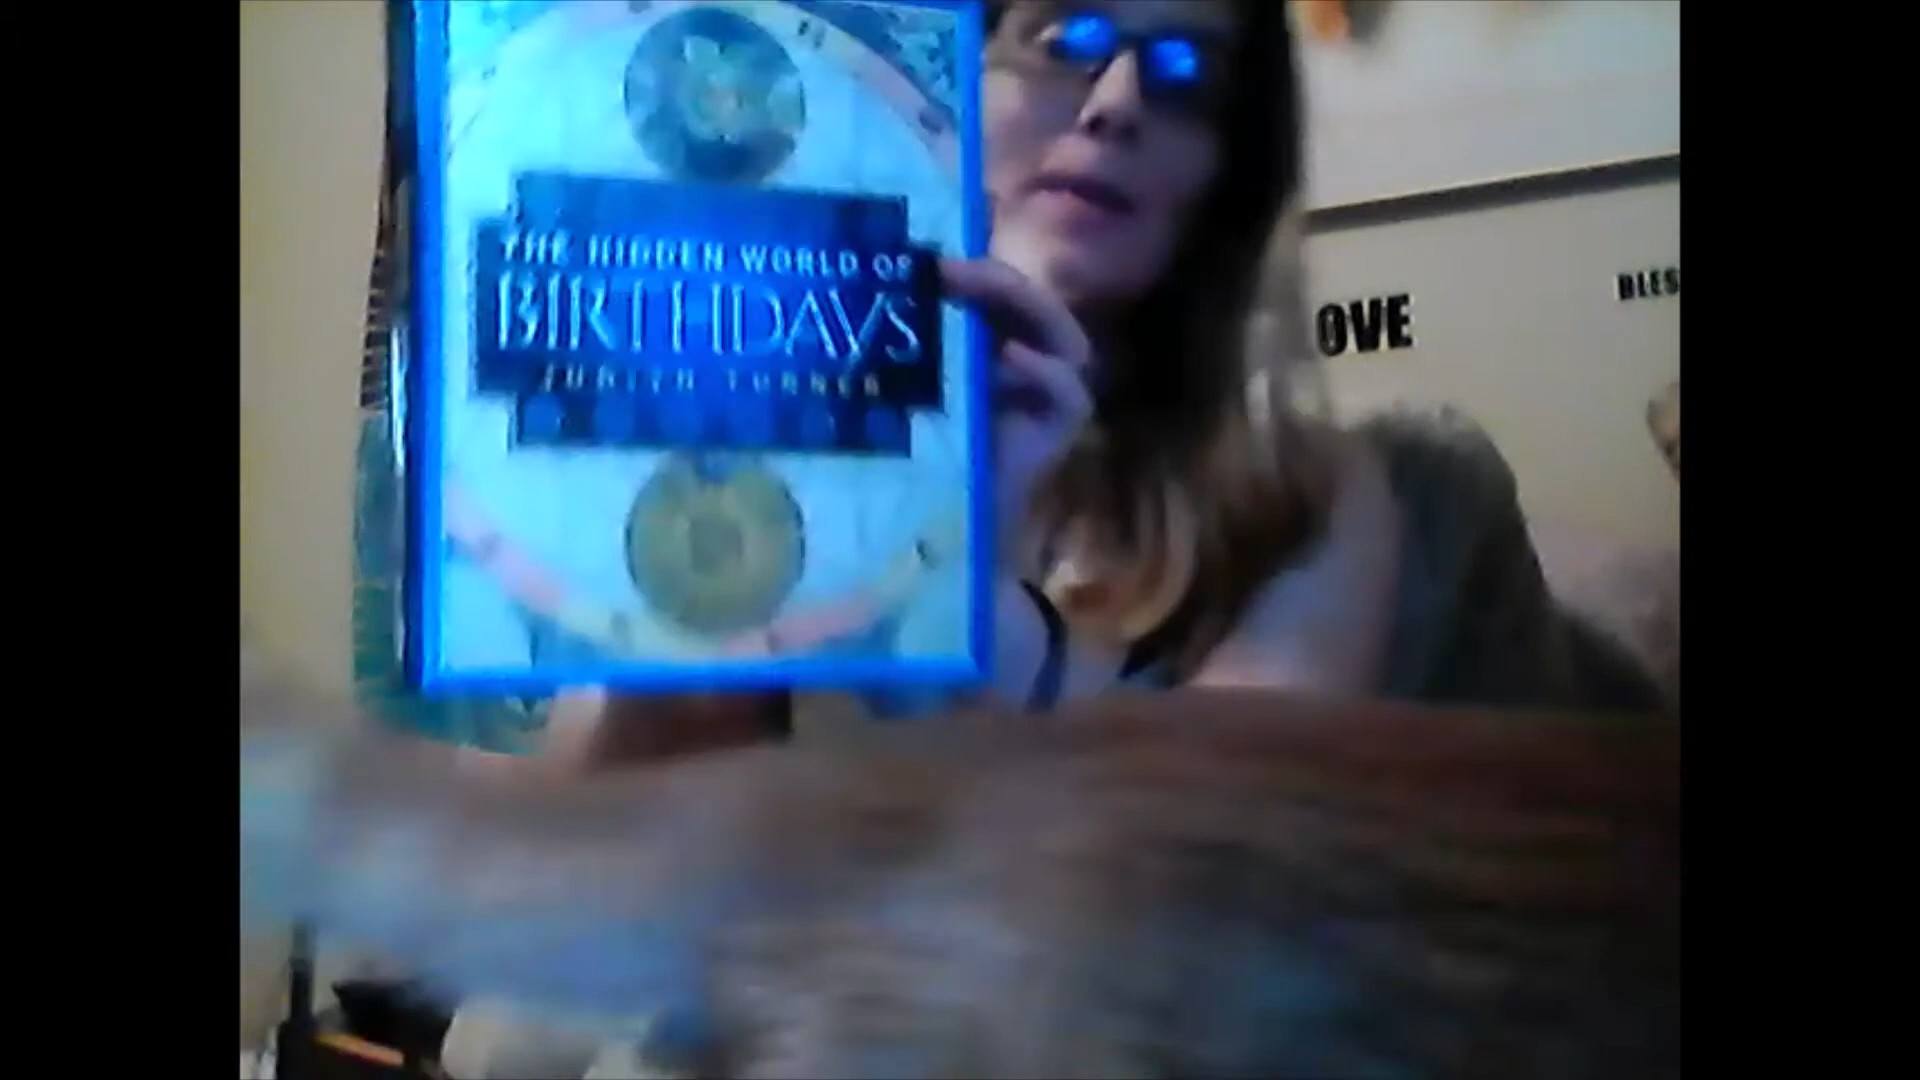 THE HIDDEN WORLD OF
BIRTHDAYS
JUDITH TURNER
OVE
BLES